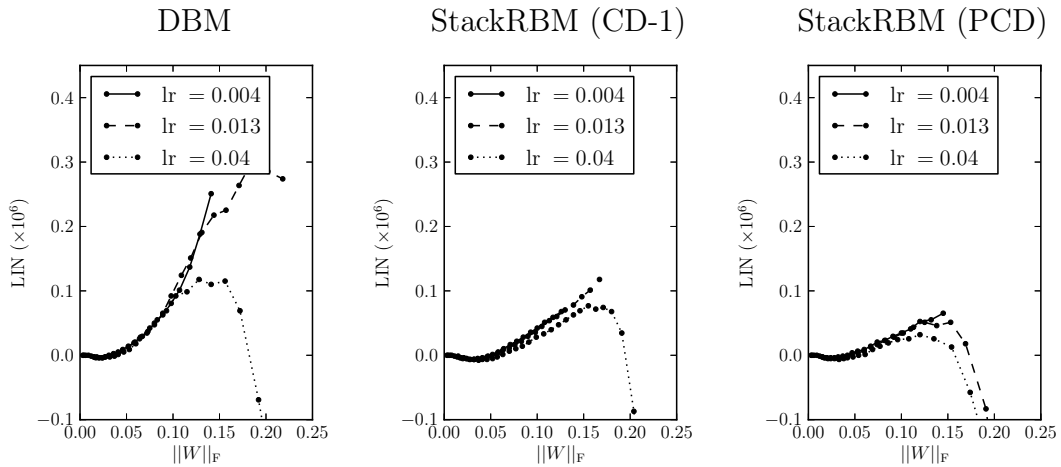 DBM
0.4
0.3
0.2
0.1
0.0
−0.1
LIN (×10⁶)
lr = 0.004
lr = 0.013
lr = 0.04
0.00 0.05 0.10 0.15 0.20 0.25
||W||F
StackRBM (CD-1)
0.4
0.3
0.2
0.1
0.0
−0.1
LIN (×10⁶)
lr = 0.004
lr = 0.013
lr = 0.04
0.00 0.05 0.10 0.15 0.20 0.25
||W||F
StackRBM (PCD)
0.4
0.3
0.2
0.1
0.0
−0.1
LIN (×10⁶)
lr = 0.004
lr = 0.013
lr = 0.04
0.00 0.05 0.10 0.15 0.20 0.25
||W||F